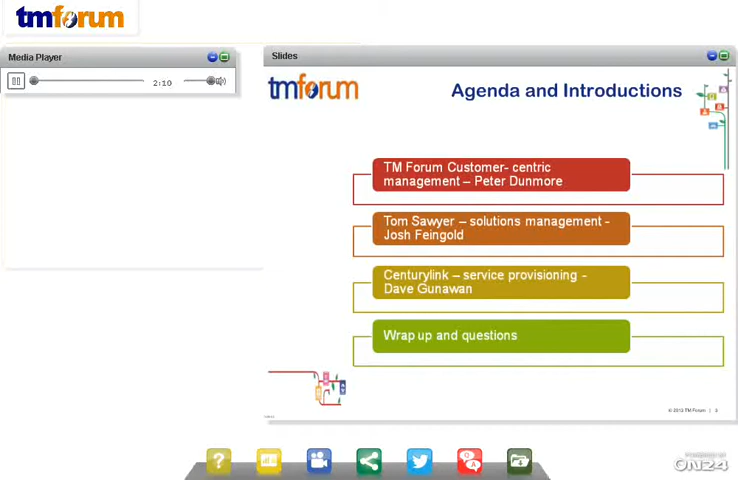 tmforum
Media Player
2:10
Slides
tmforum
Agenda and Introductions
TM Forum Customer- centric
management – Peter Dunmore
Tom Sawyer – solutions management -
Josh Feingold
Centurylink – service provisioning -
Dave Gunawan
Wrap up and questions
© 2012 TM Forum |
?
Q
A
ON24